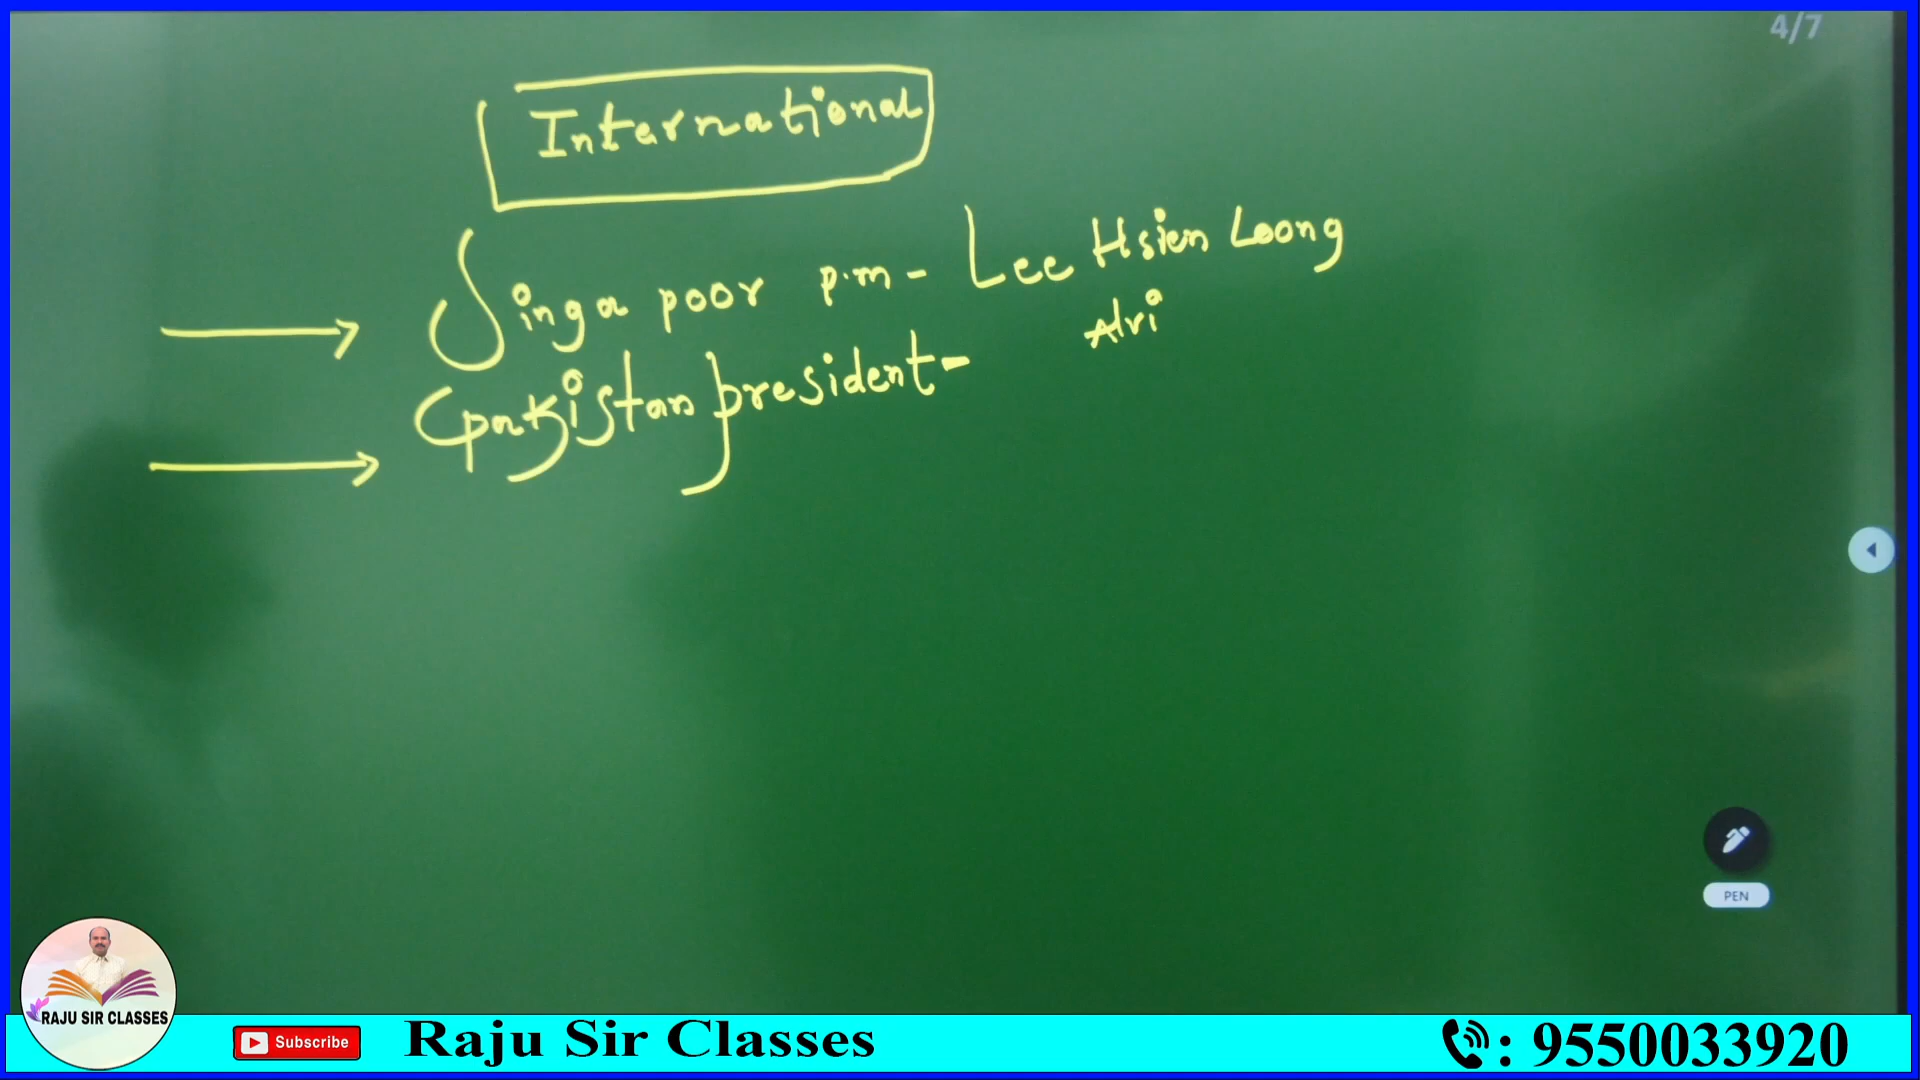 4/7
International
Singa poor p.m - Lee Hsien Loong
Alvi
pakistan president -
PEN
RAJU SIR CLASSES
Subscribe
Raju Sir Classes
: 9550033920